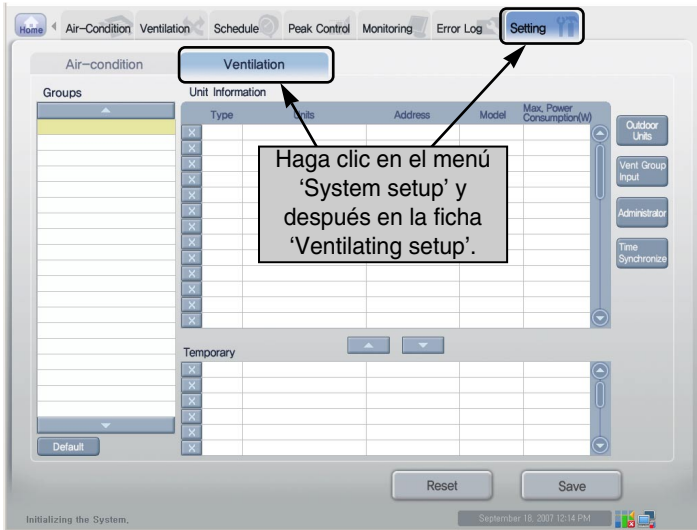 Home Air-Condition Ventilation Schedule Peak Control Monitoring Error Log Setting
Air-condition Ventilation
Groups Unit Information
Type Units Address Model Max, Power
Consumption(W)
Outdoor
Units
Vent Group
Input
Administrator
Time
Synchronize
Haga clic en el menú
‘System setup’ y
después en la ficha
‘Ventilating setup’.
Temporary
Default
Reset Save
Initializing the System, September 18, 2007 12:14 PM